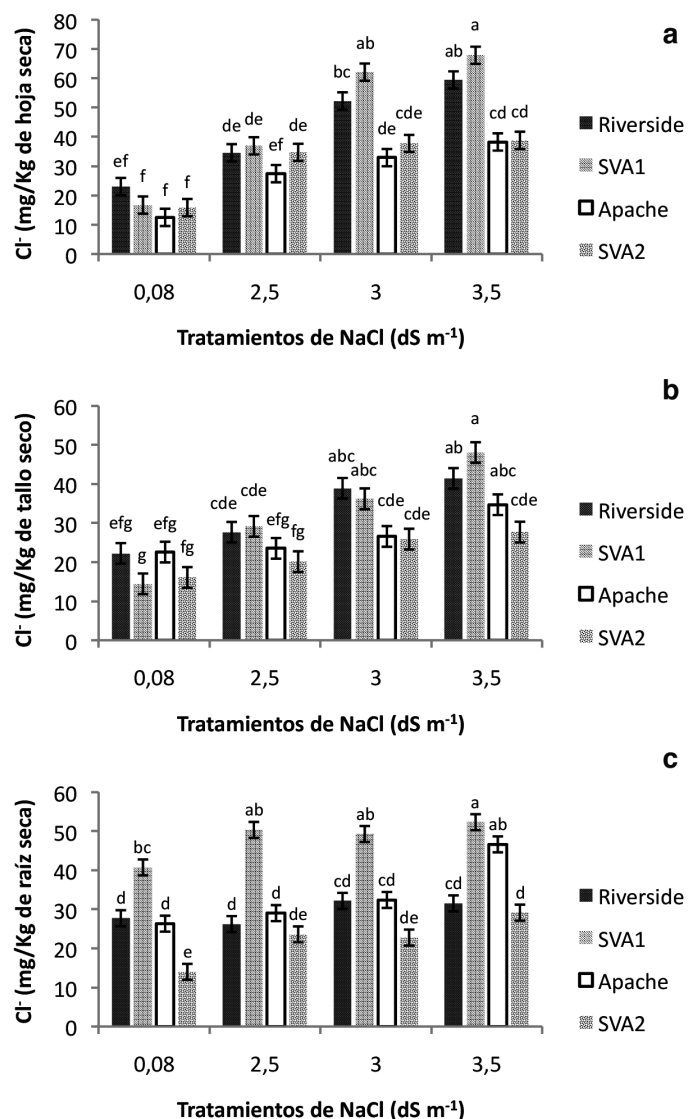 a
Cl⁻ (mg/Kg de hoja seca)
80
70
60
50
40
30
20
10
0
ef f f f
de de ef de
bc ab de cde
ab a cd cd
0,08 2,5 3 3,5
Tratamientos de NaCl (dS m⁻¹)
Riverside
SVA1
Apache
SVA2
b
Cl⁻ (mg/Kg de tallo seco)
60
50
40
30
20
10
0
efg g efg fg
cde cde efg fg
abc abc cde cde
ab a abc cde
0,08 2,5 3 3,5
Tratamientos de NaCl (dS m⁻¹)
Riverside
SVA1
Apache
SVA2
c
Cl⁻ (mg/Kg de raíz seca)
60
50
40
30
20
10
0
d bc d e
d ab d de
cd ab cd de
cd a ab d
0,08 2,5 3 3,5
Tratamientos de NaCl (dS m⁻¹)
Riverside
SVA1
Apache
SVA2